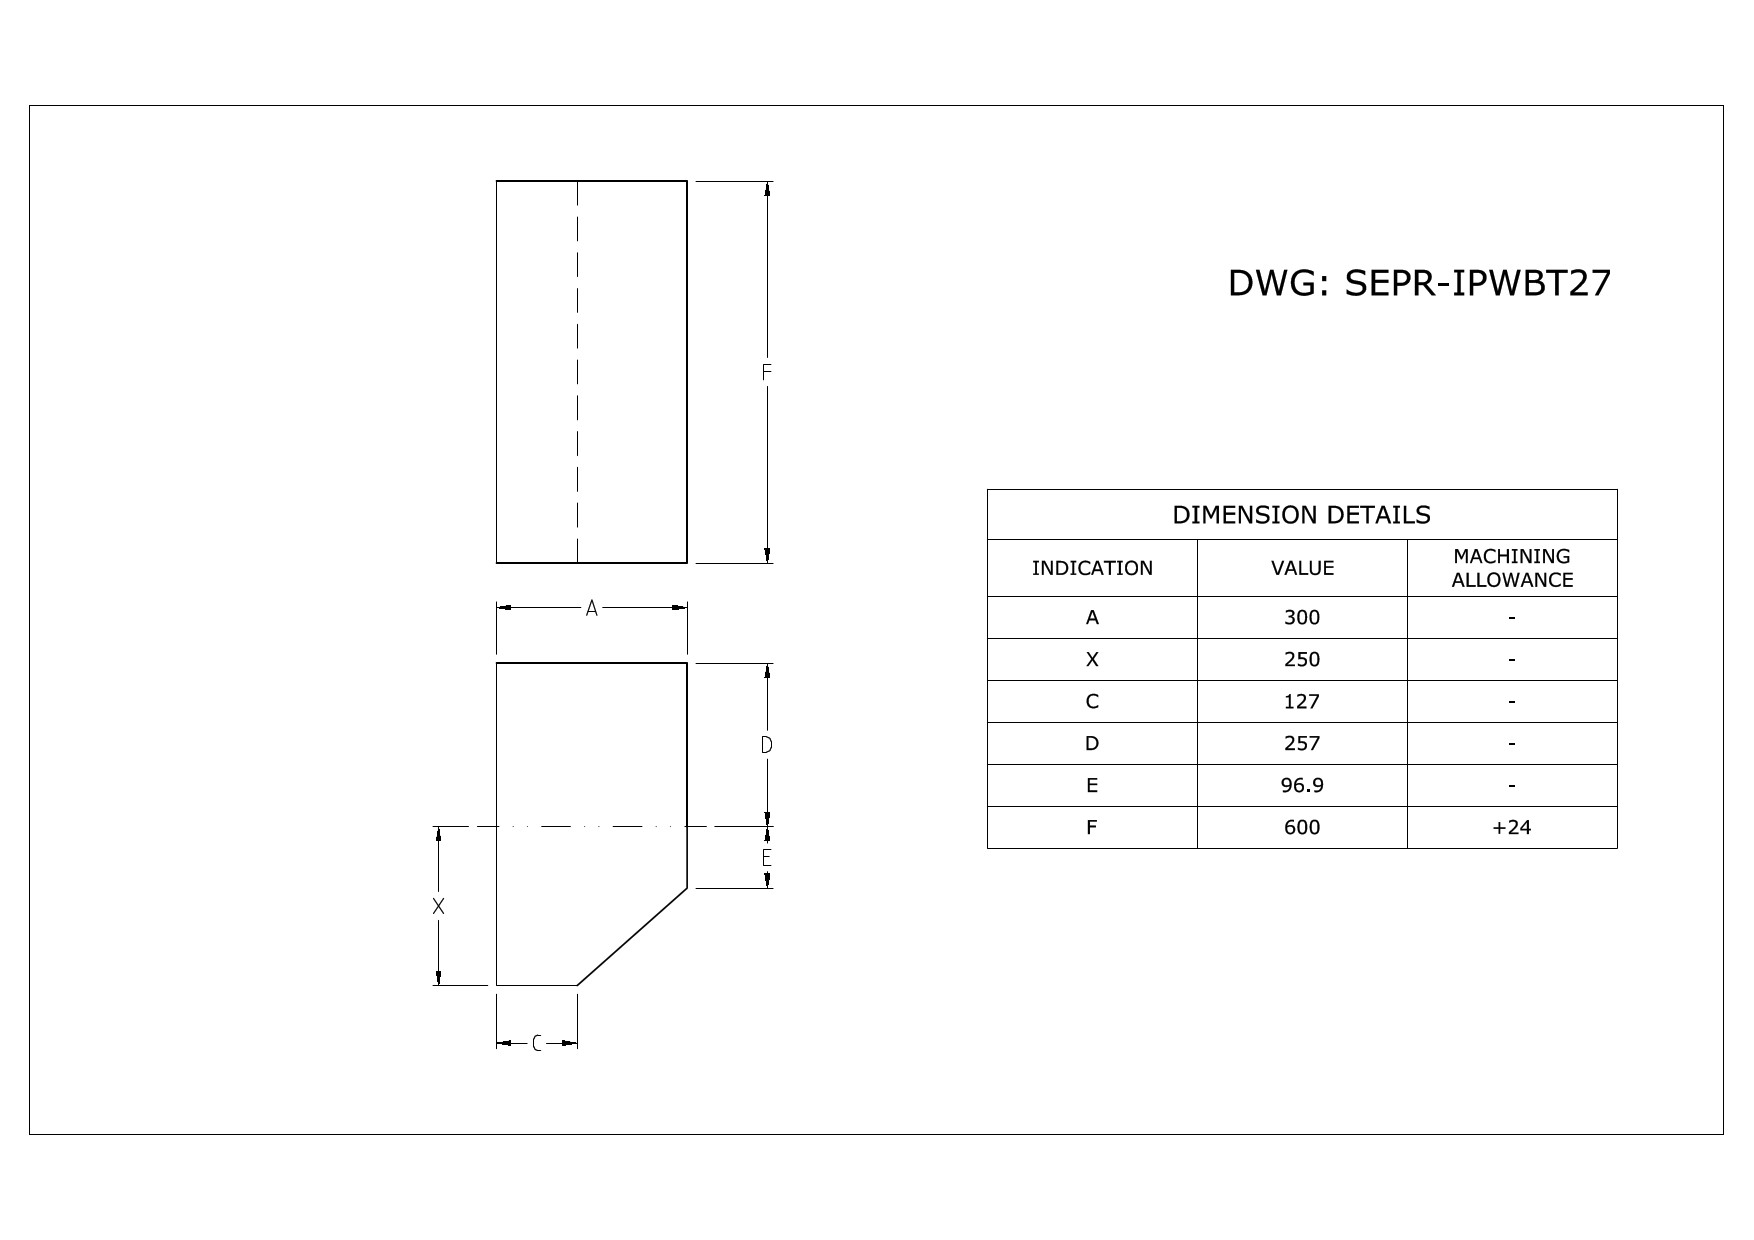 DWG: SEPR-IPWBT27
F
A
D
E
X
C
DIMENSION DETAILS
INDICATION VALUE MACHINING
ALLOWANCE
A 300 -
X 250 -
C 127 -
D 257 -
E 96.9 -
F 600 +24